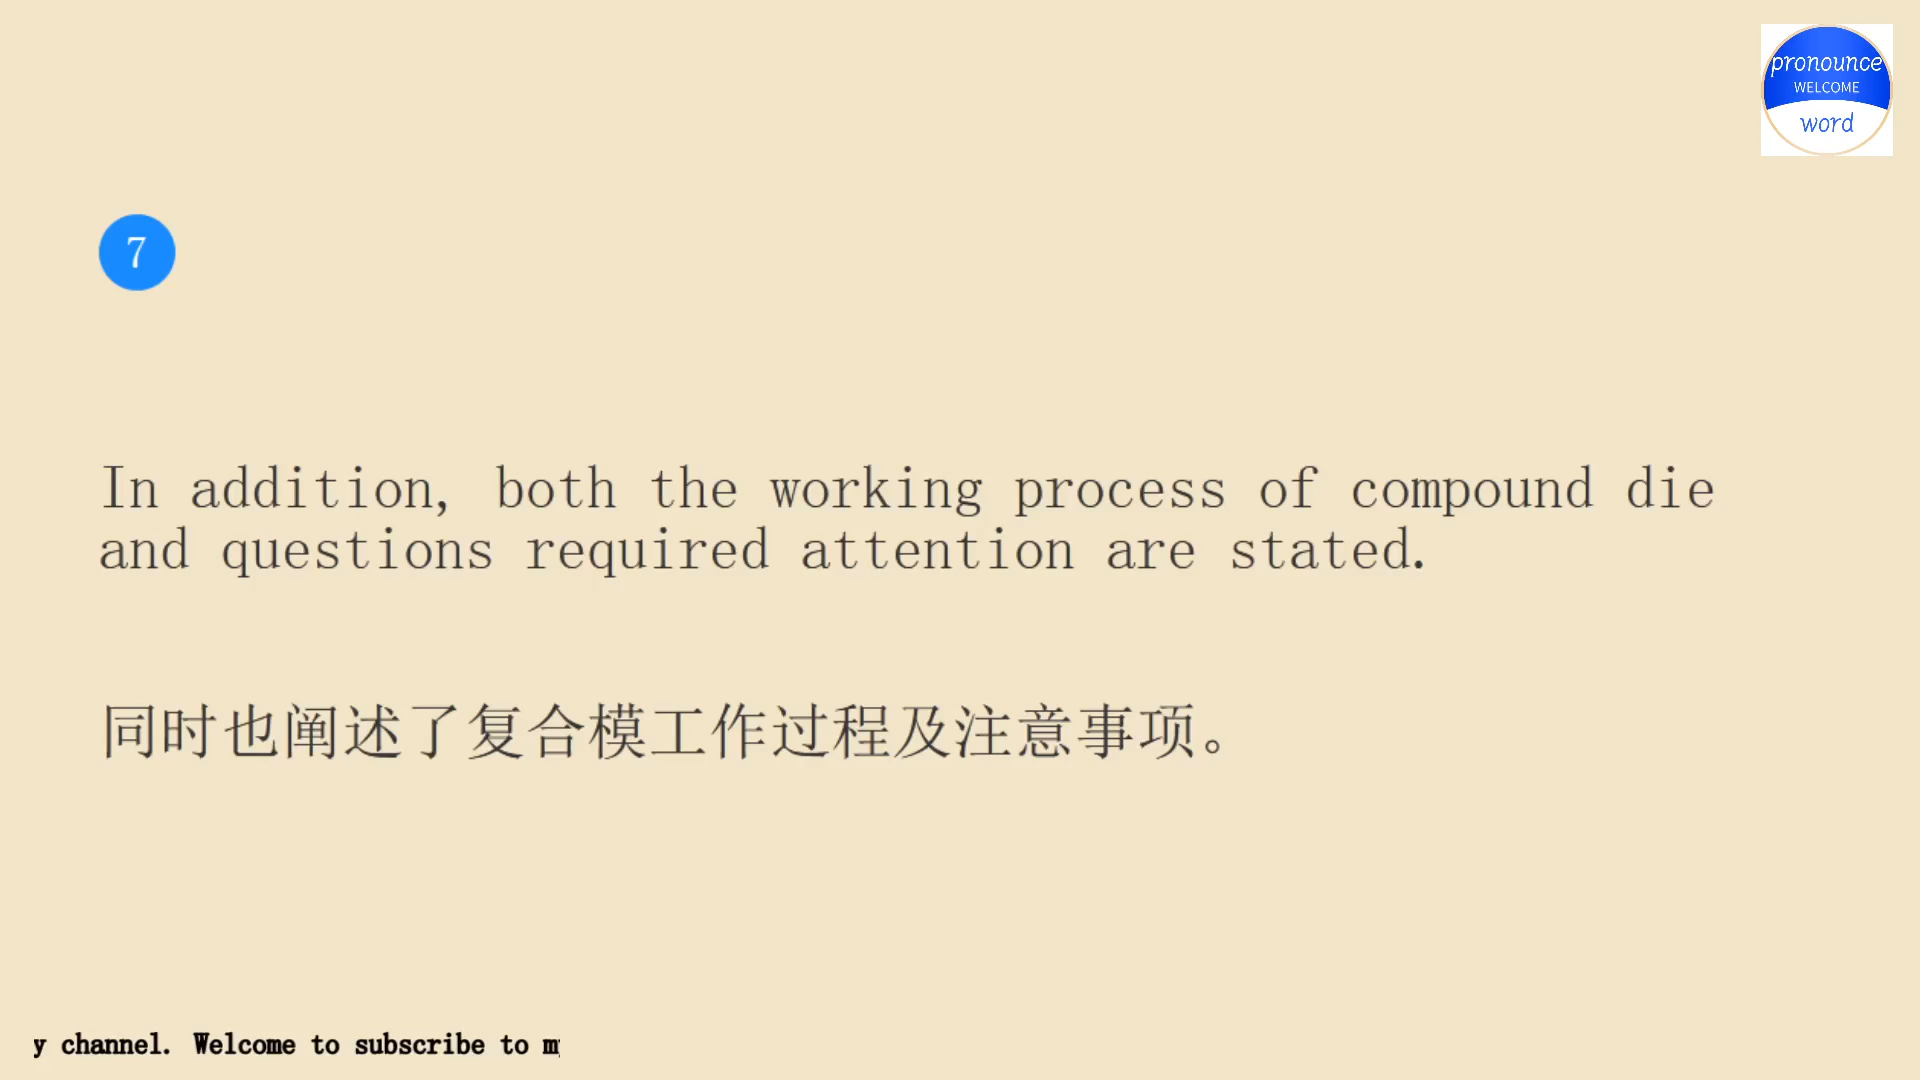 pronounce
WELCOME
word
7
In addition, both the working process of compound die
and questions required attention are stated.
同时也阐述了复合模工作过程及注意事项。
y channel. Welcome to subscribe to m